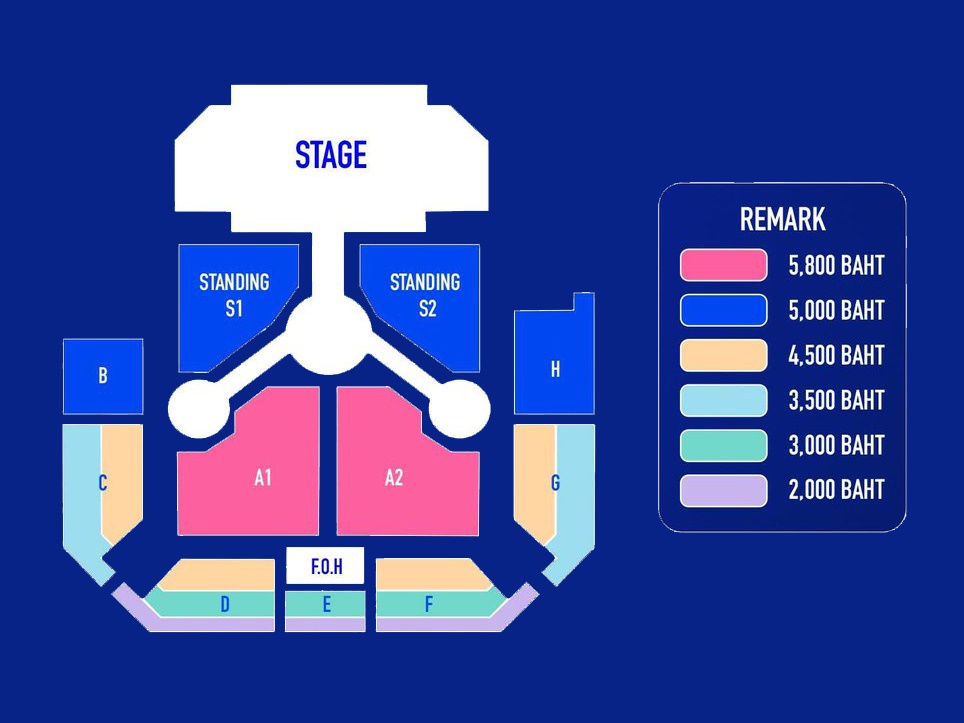 STAGE
STANDING
S1
STANDING
S2
B
H
C
A1
A2
G
F.O.H
D
E
F
REMARK
5,800 BAHT
5,000 BAHT
4,500 BAHT
3,500 BAHT
3,000 BAHT
2,000 BAHT